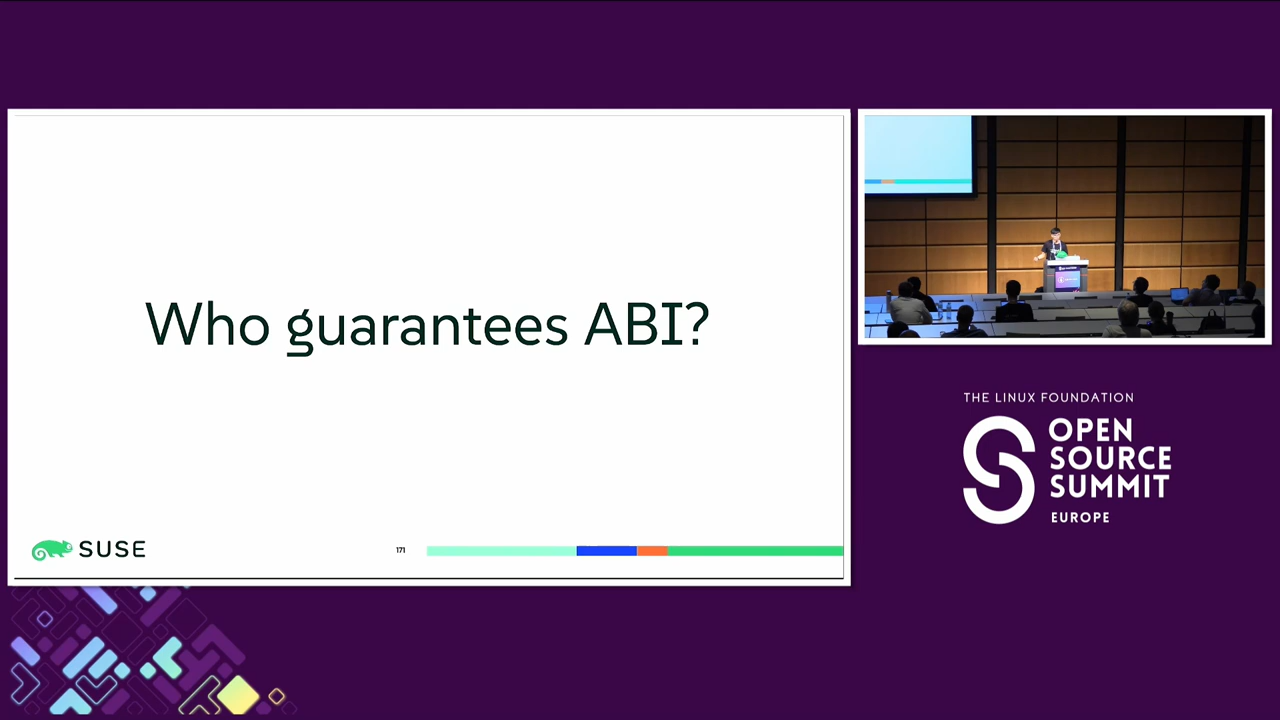 Who guarantees ABI?
SUSE
171
THE LINUX FOUNDATION
OPEN
SOURCE
SUMMIT
EUROPE